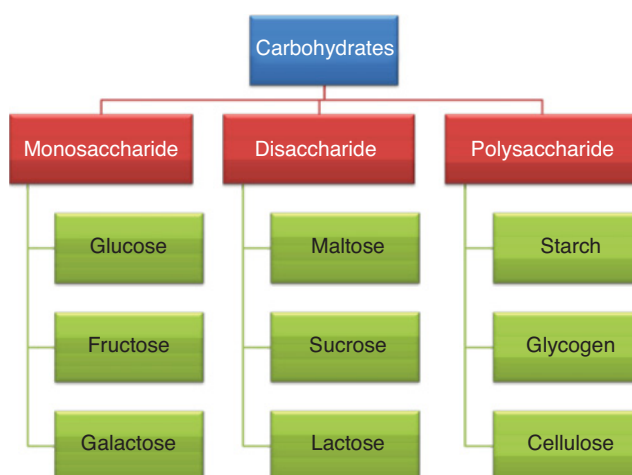 Carbohydrates
Monosaccharide
Disaccharide
Polysaccharide
Glucose
Maltose
Starch
Fructose
Sucrose
Glycogen
Galactose
Lactose
Cellulose